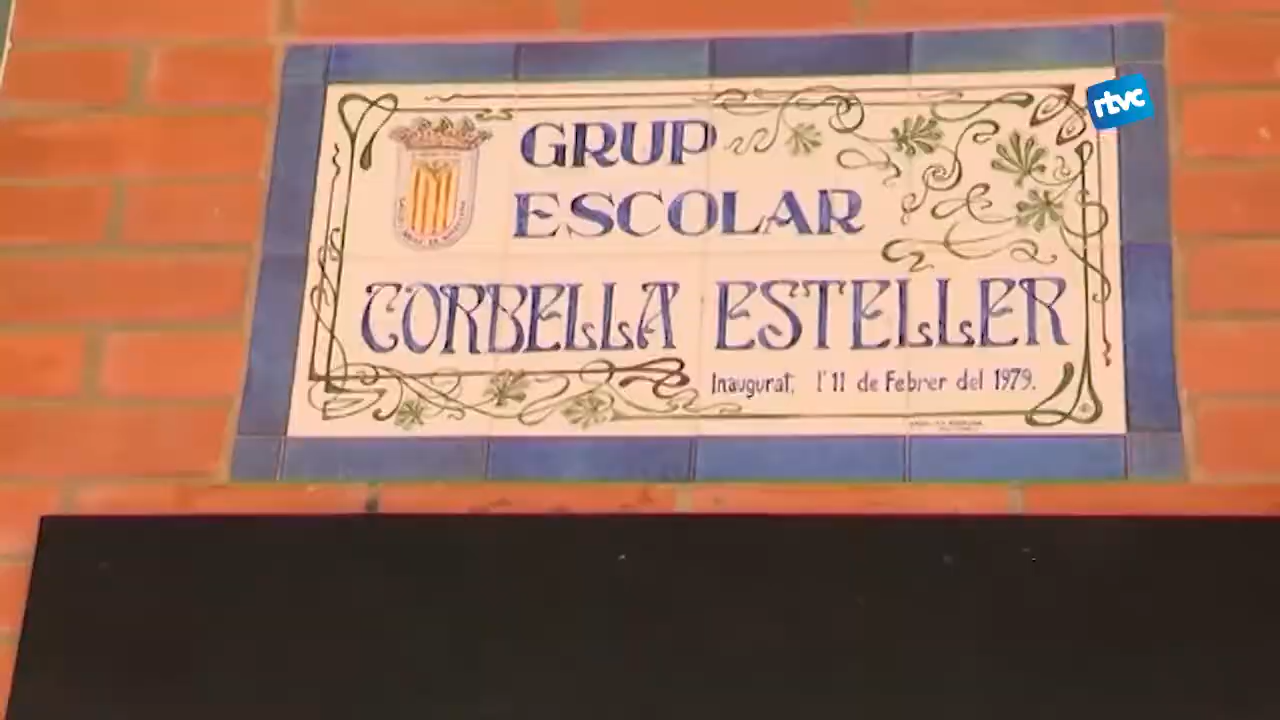 rtvc
GRUP
ESCOLAR
CORBELLA ESTELLER
Inaugurat, l'11 de Febrer del 1979.